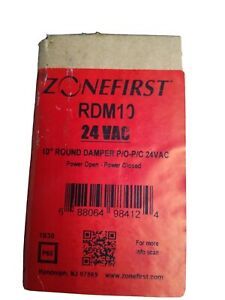 ZONEFIRST
RDM10
24 VAC
10" ROUND DAMPER P/O-P/C 24VAC
Power Open - Power Closed
6 88064 98412 4
For more
info scan
Randolph, NJ 07869
www.zonefirst.com